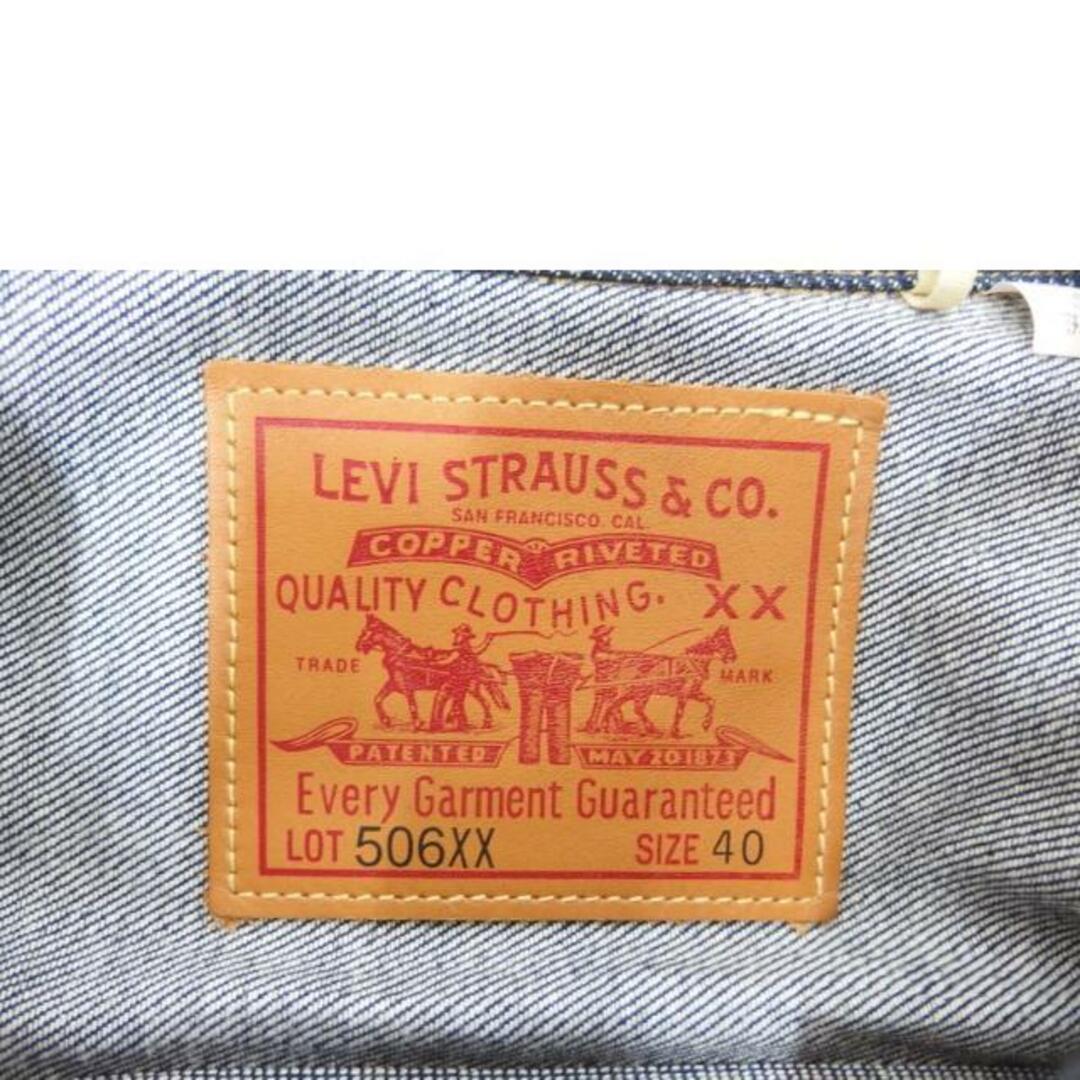 LEVI STRAUSS & CO.
SAN FRANCISCO. CAL.
COPPER RIVETED
QUALITY CLOTHING. XX
TRADE MARK
PATENTED MAY 20 1873
Every Garment Guaranteed
LOT 506XX SIZE 40